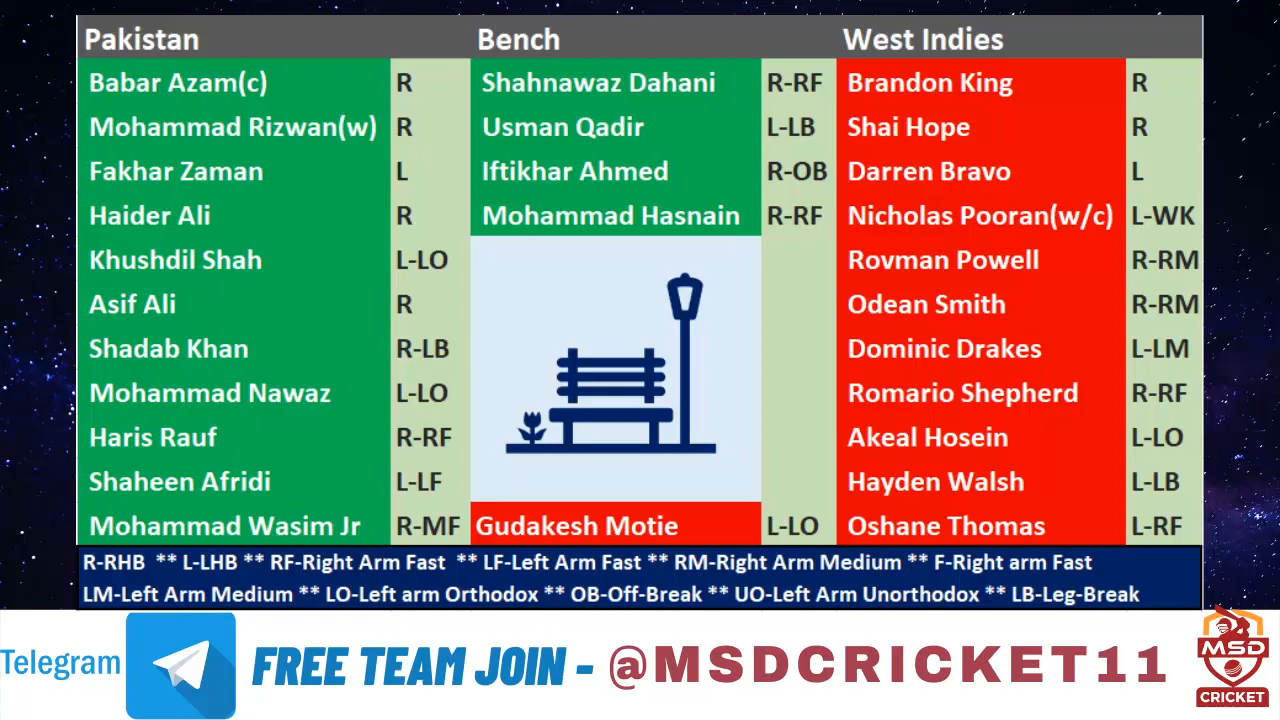 Pakistan Bench West Indies
Babar Azam(c) R Shahnawaz Dahani R-RF Brandon King R
Mohammad Rizwan(w) R Usman Qadir L-LB Shai Hope R
Fakhar Zaman L Iftikhar Ahmed R-OB Darren Bravo L
Haider Ali R Mohammad Hasnain R-RF Nicholas Pooran(w/c) L-WK
Khushdil Shah L-LO Rovman Powell R-RM
Asif Ali R Odean Smith R-RM
Shadab Khan R-LB Dominic Drakes L-LM
Mohammad Nawaz L-LO Romario Shepherd R-RF
Haris Rauf R-RF Akeal Hosein L-LO
Shaheen Afridi L-LF Hayden Walsh L-LB
Mohammad Wasim Jr R-MF Gudakesh Motie L-LO Oshane Thomas L-RF
R-RHB ** L-LHB ** RF-Right Arm Fast ** LF-Left Arm Fast ** RM-Right Arm Medium ** F-Right arm Fast
LM-Left Arm Medium ** LO-Left arm Orthodox ** OB-Off-Break ** UO-Left Arm Unorthodox ** LB-Leg-Break
Telegram FREE TEAM JOIN - @MSDCRICKET11
MSD
CRICKET